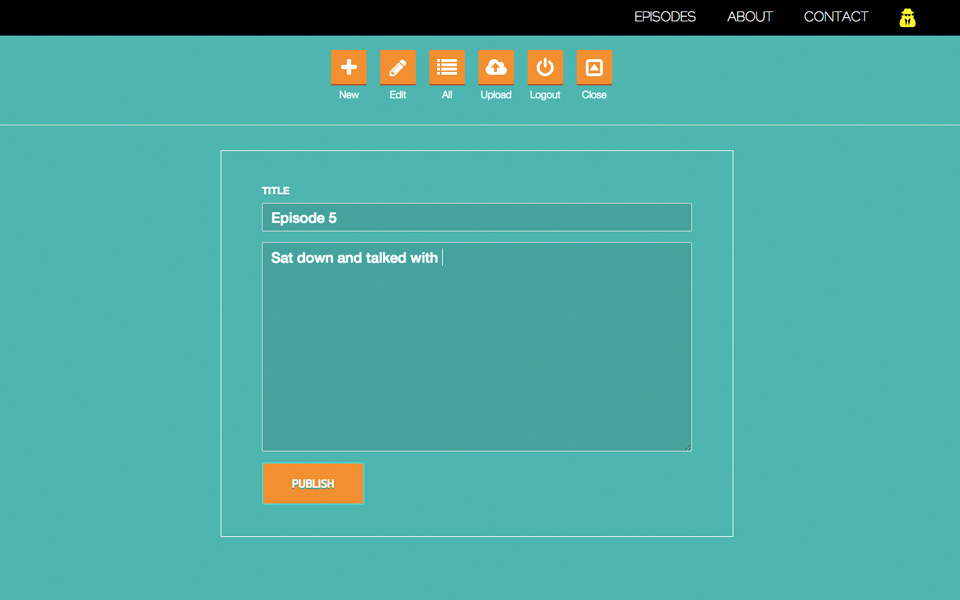 EPISODES ABOUT CONTACT
New Edit All Upload Logout Close
TITLE
Episode 5
Sat down and talked with
PUBLISH